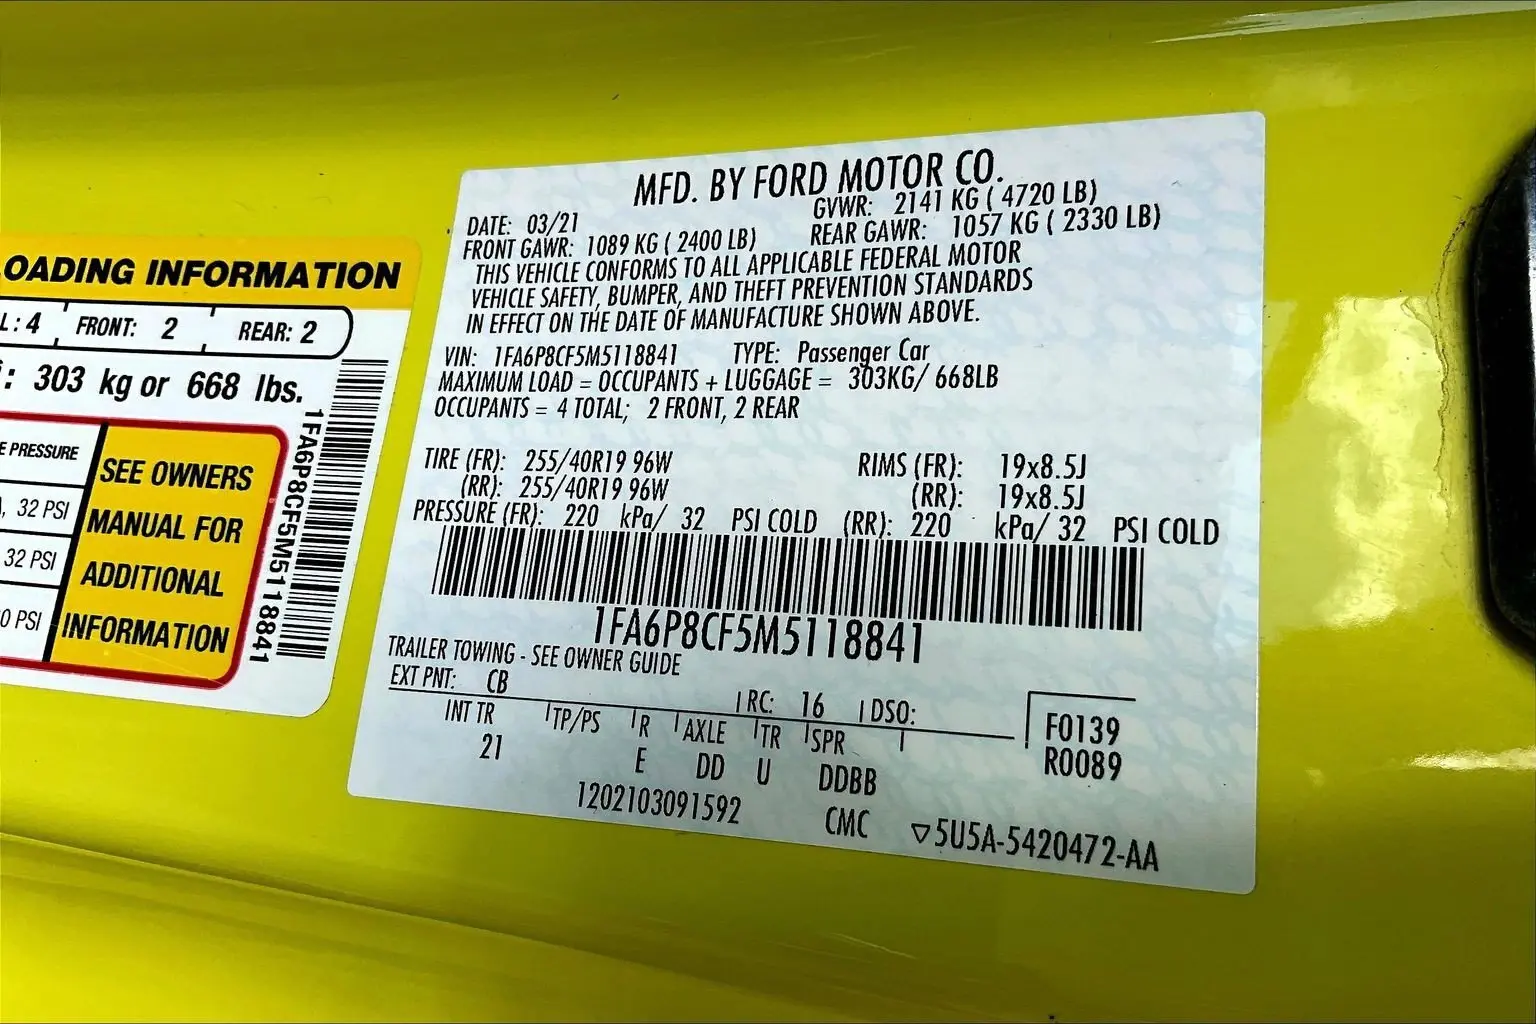 OADING INFORMATION
L: 4 FRONT: 2 REAR: 2
: 303 kg or 668 lbs.
E PRESSURE
, 32 PSI
32 PSI
0 PSI
SEE OWNERS
MANUAL FOR
ADDITIONAL
INFORMATION
1FA6P8CF5M5118841
MFD. BY FORD MOTOR CO.
DATE: 03/21 GVWR: 2141 KG ( 4720 LB)
FRONT GAWR: 1089 KG ( 2400 LB) REAR GAWR: 1057 KG ( 2330 LB)
THIS VEHICLE CONFORMS TO ALL APPLICABLE FEDERAL MOTOR
VEHICLE SAFETY, BUMPER, AND THEFT PREVENTION STANDARDS
IN EFFECT ON THE DATE OF MANUFACTURE SHOWN ABOVE.
VIN: 1FA6P8CF5M5118841 TYPE: Passenger Car
MAXIMUM LOAD = OCCUPANTS + LUGGAGE = 303KG/ 668LB
OCCUPANTS = 4 TOTAL; 2 FRONT, 2 REAR
TIRE (FR): 255/40R19 96W RIMS (FR): 19x8.5J
(RR): 255/40R19 96W (RR): 19x8.5J
PRESSURE (FR): 220 kPa/ 32 PSI COLD (RR): 220 kPa/ 32 PSI COLD
1FA6P8CF5M5118841
TRAILER TOWING - SEE OWNER GUIDE
EXT PNT: CB RC: 16 DSO:
INT TR TP/PS R AXLE TR SPR
21 E DD U DDBB
F0139
R0089
1202103091592 CMC ▽5U5A-5420472-AA